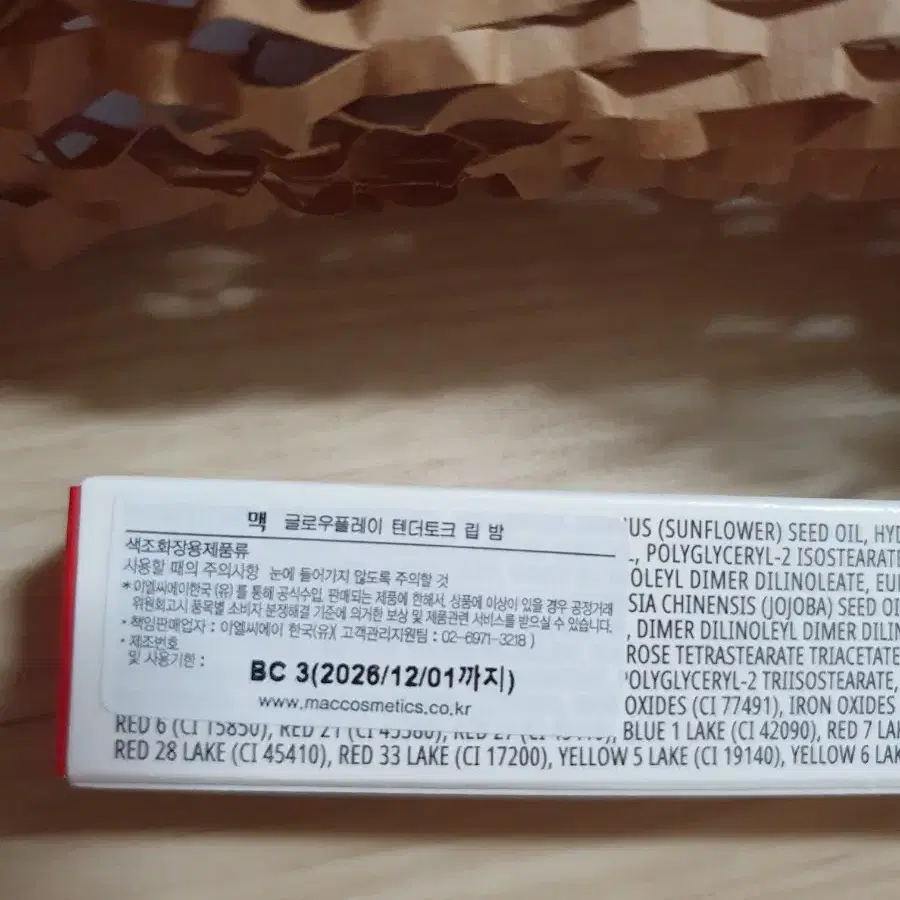 맥 글로우플레이 텐더토크 립 밤
색조화장용제품류
사용할 때의 주의사항 눈에 들어가지 않도록 주의할 것
*이엘씨에이한국 (유)를 통해 공식수입, 판매되는 제품에 한해서, 상품에 이상이 있을 경우 공정거래
위원회고시 품목별 소비자 분쟁해결 기준에 의거한 보상 및 제품관련 서비스를 받으실 수 있습니다.
· 책임판매업자 : 이엘씨에이 한국(유)( 고객관리지원팀 : 02-6971-3218 )
· 제조번호
및 사용기한 :
BC 3(2026/12/01까지)
www.maccosmetics.co.kr
US (SUNFLOWER) SEED OIL, HYD
., POLYGLYCERYL-2 ISOSTEARATE
OLEYL DIMER DILINOLEATE, EU
SIA CHINENSIS (JOJOBA) SEED OI
, DIMER DILINOLEYL DIMER DILIN
ROSE TETRASTEARATE TRIACETATE
OLYGLYCERYL-2 TRIISOSTEARATE,
OXIDES (CI 77491), IRON OXIDES
RED 6 (CI 15850), RED 21 (CI 45380), BLUE 1 LAKE (CI 42090), RED 7 LA
RED 28 LAKE (CI 45410), RED 33 LAKE (CI 17200), YELLOW 5 LAKE (CI 19140), YELLOW 6 LAK